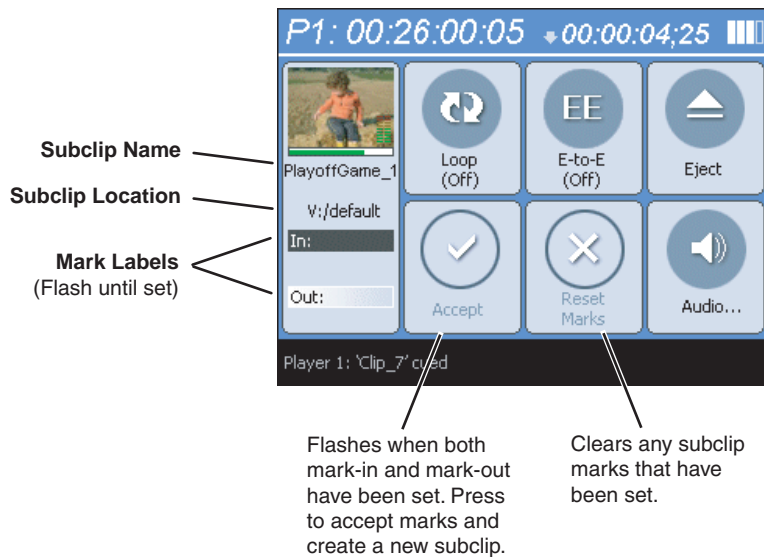 P1: 00:26:00:05 00:00:04;25
Subclip Name
Subclip Location
Mark Labels
(Flash until set)
PlayoffGame_1
V:/default
In:
Out:
Loop
(Off)
EE
E-to-E
(Off)
Eject
Accept
Reset
Marks
Audio...
Player 1: 'Clip_7' cued
Flashes when both
mark-in and mark-out
have been set. Press
to accept marks and
create a new subclip.
Clears any subclip
marks that have
been set.